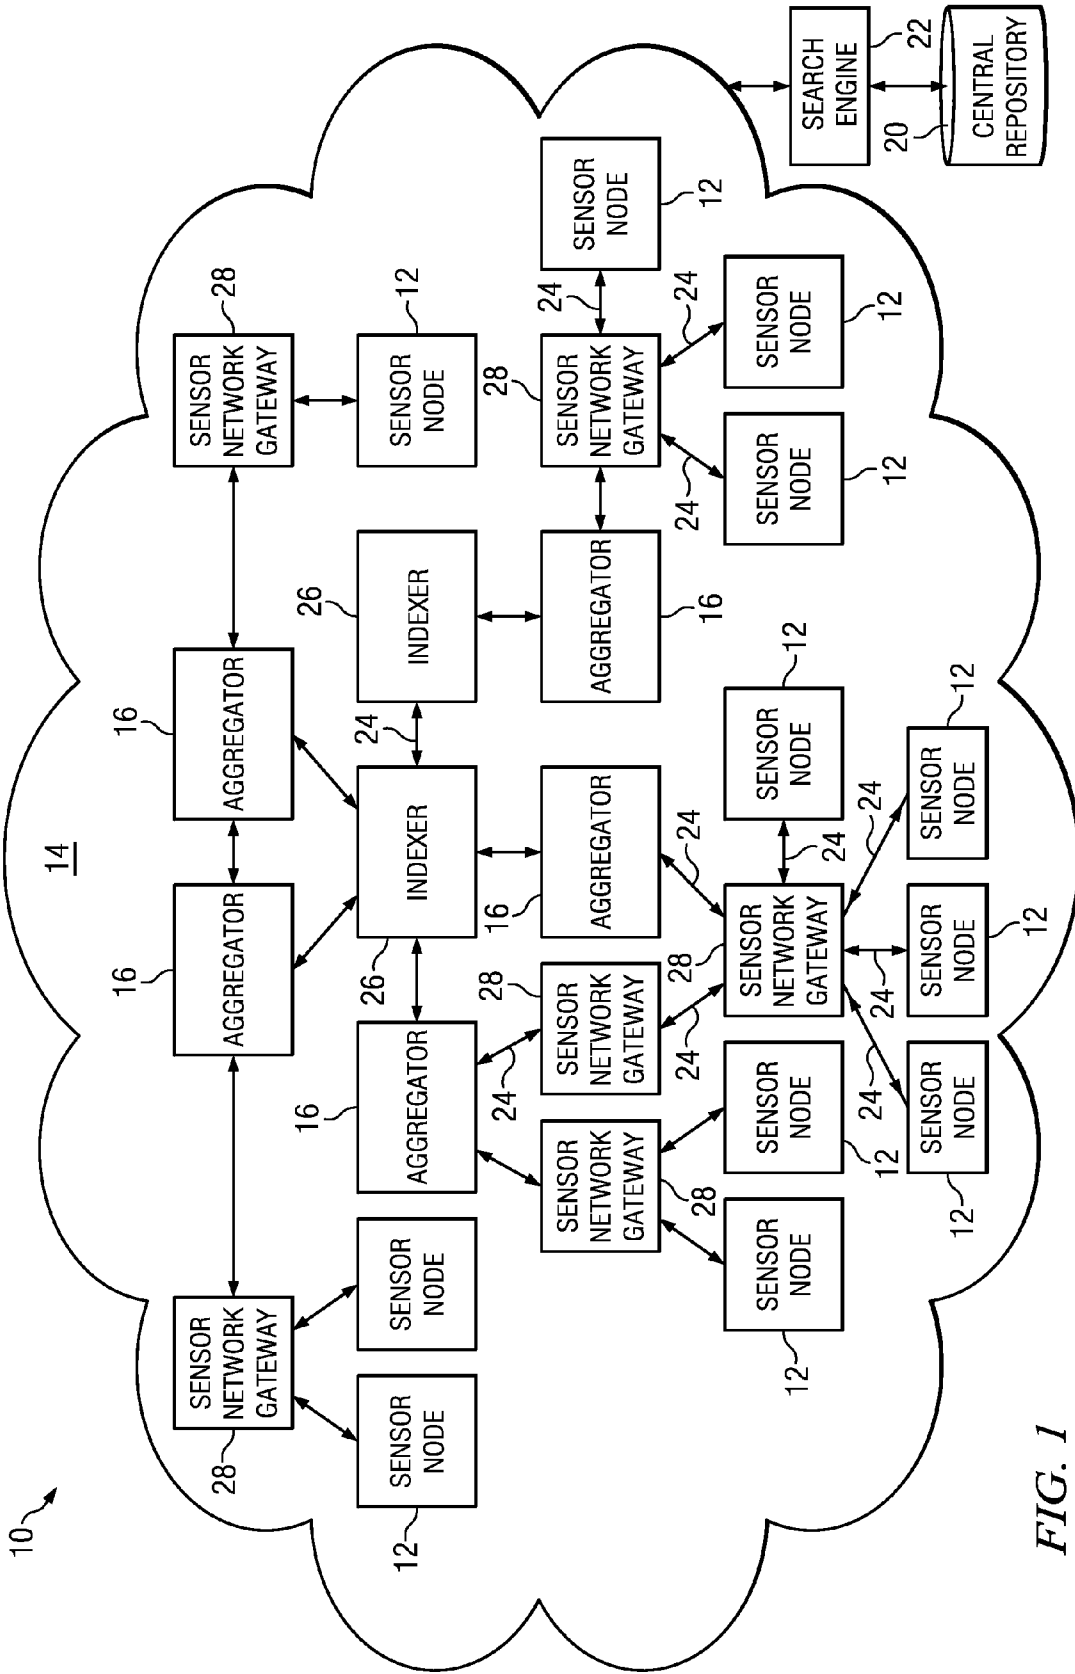 10
14
16
16
28
SENSOR
NETWORK
GATEWAY
28
AGGREGATOR
AGGREGATOR
SENSOR
NETWORK
GATEWAY
12
SENSOR
NODE
SENSOR
NODE
16
AGGREGATOR
26
INDEXER
24
26
INDEXER
12
SENSOR
NODE
SENSOR
NETWORK
GATEWAY
28
24
SENSOR
NETWORK
GATEWAY
28
16
AGGREGATOR
AGGREGATOR
16
28
SENSOR
NETWORK
GATEWAY
24
SENSOR
NODE
12
24
24
24
24
12
SENSOR
NODE
SENSOR
NODE
12
28
SENSOR
NETWORK
GATEWAY
24
SENSOR
NODE
12
SENSOR
NODE
12
SENSOR
NODE
12
24
24
24
12
SENSOR
NODE
SENSOR
NODE
12
SENSOR
NODE
12
SEARCH
ENGINE
22
20
CENTRAL
REPOSITORY
FIG. 1